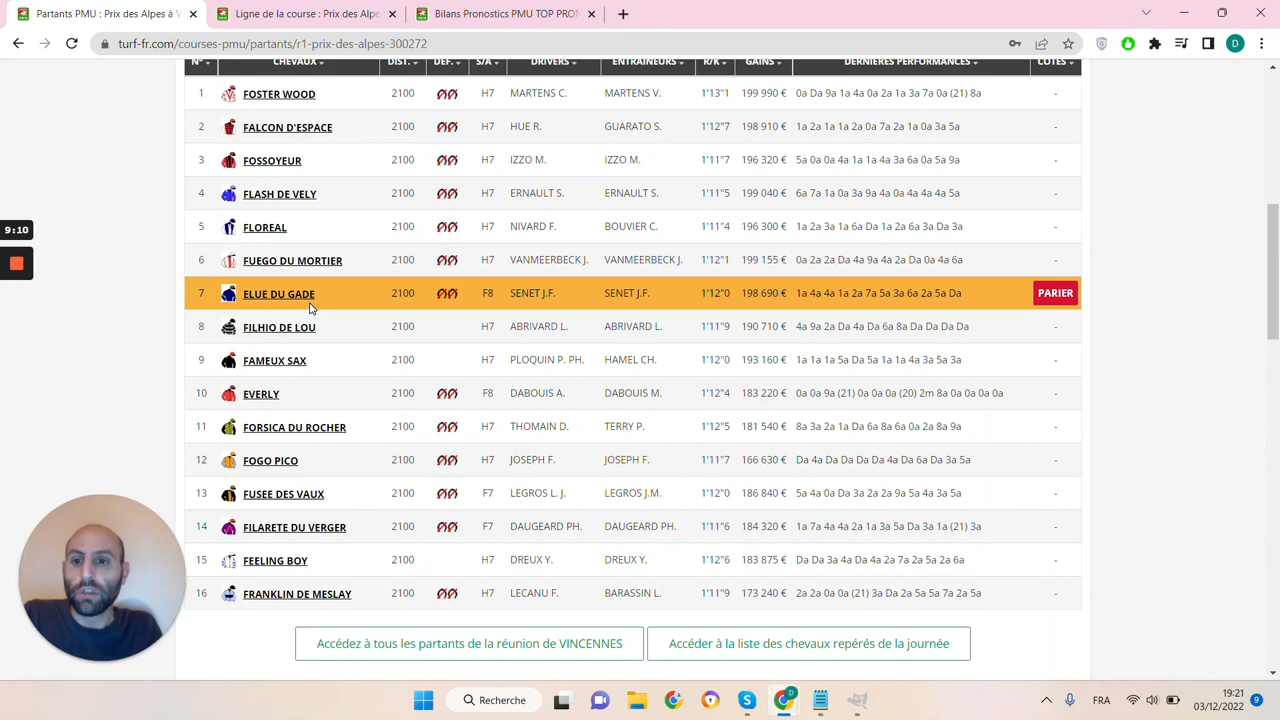 Partants PMU : Prix des Alpes à V
Ligne de la course : Prix des Alpe
Bilans Pronostics PMU TOP PRON
turf-fr.com/courses-pmu/partants/r1-prix-des-alpes-300272
D
N° CHEVAUX DIST. DEF. S/A DRIVERS ENTRAINEURS R/K GAINS DERNIÈRES PERFORMANCES COTES
1 FOSTER WOOD 2100 H7 MARTENS C. MARTENS V. 1'13"1 199 990 € 0a Da 9a 1a 4a 0a 2a 1a 3a 7a 0a (21) 8a -
2 FALCON D'ESPACE 2100 H7 HUE R. GUARATO S. 1'12"7 198 910 € 1a 2a 1a 1a 2a 0a 7a 2a 1a 0a 3a 5a -
3 FOSSOYEUR 2100 H7 IZZO M. IZZO M. 1'11"7 196 320 € 5a 0a 0a 4a 1a 1a 4a 3a 6a 0a 5a 9a -
4 FLASH DE VELY 2100 H7 ERNAULT S. ERNAULT S. 1'11"5 199 040 € 6a 7a 1a 0a 3a 9a 4a 0a 4a 4a 4a 5a -
5 FLOREAL 2100 H7 NIVARD F. BOUVIER C. 1'11"4 196 300 € 1a 2a 3a 1a 6a Da 1a 2a 6a 3a Da 3a -
6 FUEGO DU MORTIER 2100 H7 VANMEERBECK J. VANMEERBECK J. 1'12"1 199 155 € 0a 2a 2a Da 4a 9a 4a 2a Da 0a 4a 6a -
9:10
7 ELUE DU GADE 2100 F8 SENET J.F. SENET J.F. 1'12"0 198 690 € 1a 4a 4a 1a 2a 7a 5a 3a 6a 2a 5a Da PARIER
8 FILHIO DE LOU 2100 H7 ABRIVARD L. ABRIVARD L. 1'11"9 190 710 € 4a 9a 2a Da 4a Da 6a 8a Da Da Da Da -
9 FAMEUX SAX 2100 H7 PLOQUIN P. PH. HAMEL CH. 1'12"0 193 160 € 1a 1a 1a 5a Da 5a 1a 1a 4a 3a 5a 3a -
10 EVERLY 2100 F8 DABOUIS A. DABOUIS M. 1'12"4 183 220 € 0a 0a 9a (21) 0a 0a 0a (20) 2m 8a 0a 0a 0a 0a -
11 FORSICA DU ROCHER 2100 H7 THOMAIN D. TERRY P. 1'12"5 181 540 € 8a 3a 2a 1a Da 6a 8a 6a 0a 2a 8a 9a -
12 FOGO PICO 2100 H7 JOSEPH F. JOSEPH F. 1'11"7 166 630 € Da 4a Da Da Da Da 4a Da 6a Da 3a 5a -
13 FUSEE DES VAUX 2100 F7 LEGROS L. J. LEGROS J.M. 1'12"0 186 840 € 5a 4a 0a Da 3a 2a 2a 9a 5a 4a 3a 5a -
14 FILARETE DU VERGER 2100 F7 DAUGEARD PH. DAUGEARD PH. 1'11"6 184 320 € 1a 7a 4a 4a 2a 1a 3a 5a Da 3a 1a (21) 3a -
15 FEELING BOY 2100 H7 DREUX Y. DREUX Y. 1'12"6 183 875 € Da Da 3a 4a Da 4a 2a 7a 2a 5a 2a 6a -
16 FRANKLIN DE MESLAY 2100 H7 LECANU F. BARASSIN L. 1'11"9 173 240 € 2a 2a 0a 0a (21) 3a Da 2a 5a 5a 7a 2a 5a -
Accédez à tous les partants de la réunion de VINCENNES
Accéder à la liste des chevaux repérés de la journée
Recherche
FRA
19:21
03/12/2022
9